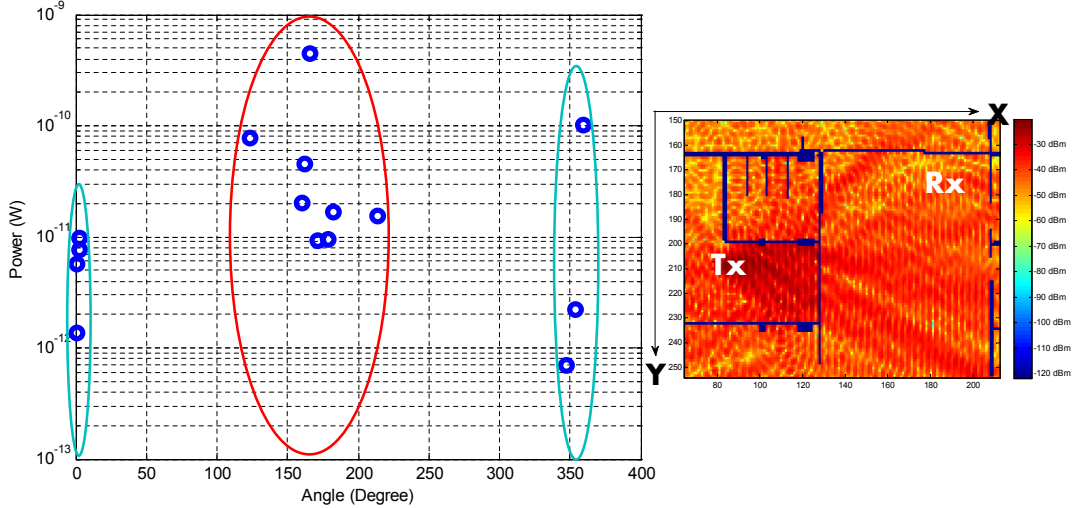 10-9
10-10
10-11
10-12
10-13
Power (W)
0 50 100 150 200 250 300 350 400
Angle (Degree)
X
Y
150
160
170
180
190
200
210
220
230
240
250
80 100 120 140 160 180 200
Rx
Tx
-30 dBm
-40 dBm
-50 dBm
-60 dBm
-70 dBm
-80 dBm
-90 dBm
-100 dBm
-110 dBm
-120 dBm